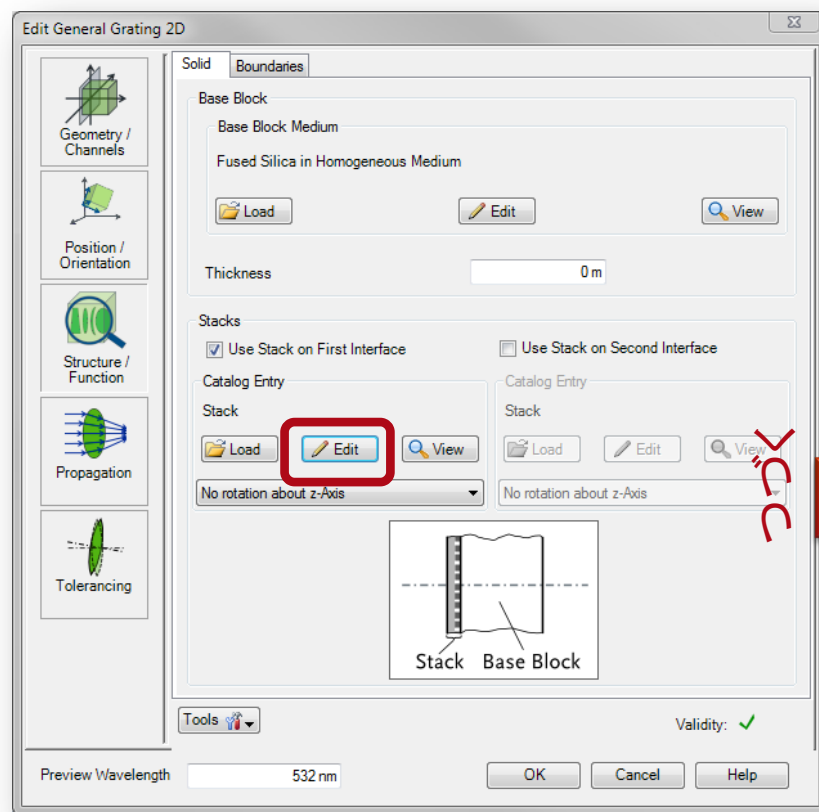 Edit General Grating 2D
Solid
Boundaries
Geometry /
Channels
Position /
Orientation
Structure /
Function
Propagation
Tolerancing
Base Block
Base Block Medium
Fused Silica in Homogeneous Medium
Load
Edit
View
Thickness
0 m
Stacks
Use Stack on First Interface
Use Stack on Second Interface
Catalog Entry
Stack
Load
Edit
View
No rotation about z-Axis
Catalog Entry
Stack
Load
Edit
View
No rotation about z-Axis
Stack Base Block
Tools
Validity:
Preview Wavelength
532 nm
OK
Cancel
Help